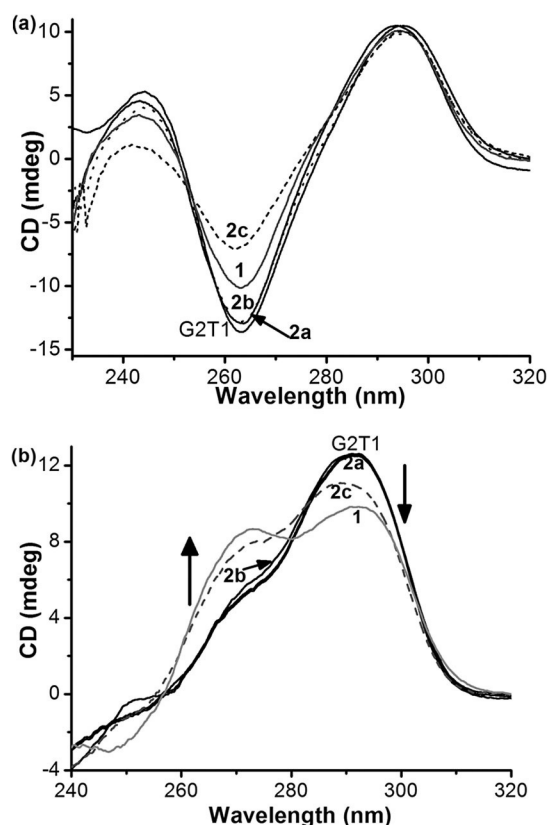 (a)
10
5
0
-5
-10
-15
CD (mdeg)
2c
1
2b
G2T1
2a
240 260 280 300 320
Wavelength (nm)
(b)
12
8
4
0
-4
CD (mdeg)
G2T1
2a
2c
1
2b
240 260 280 300 320
Wavelength (nm)